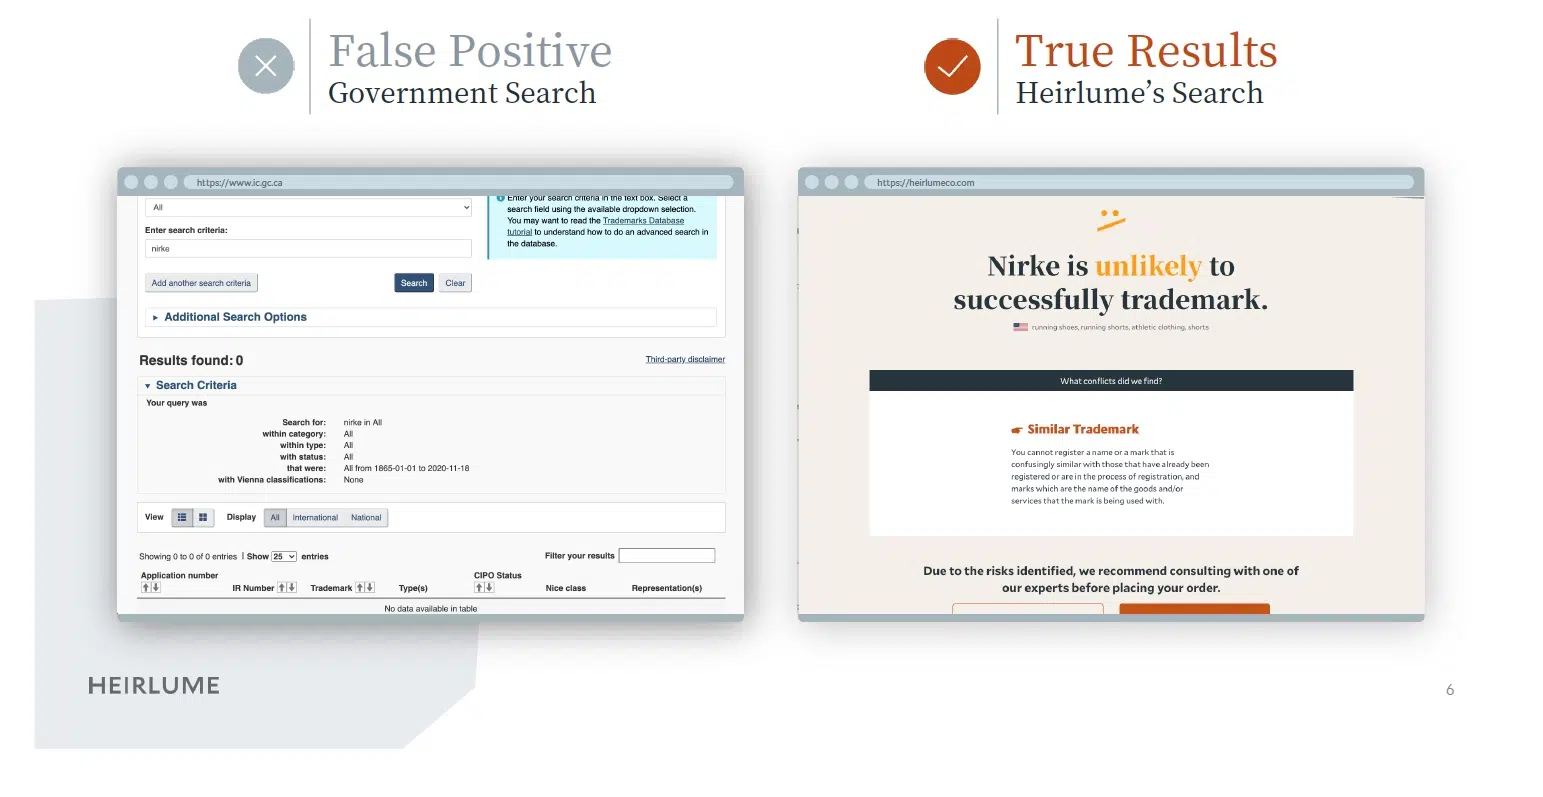 False Positive
Government Search
True Results
Heirlume's Search
https://www.ic.gc.ca
All
Enter your search criteria in the text box. Select a
search field using the available dropdown selection.
You may want to read the Trademarks Database
tutorial to understand how to do an advanced search in
the database.
Enter search criteria:
nirke
Add another search criteria
Search
Clear
Additional Search Options
Results found: 0
Third-party disclaimer
Search Criteria
Your query was
Search for: nirke in All
within category: All
within type: All
with status: All
that were: All from 1865-01-01 to 2020-11-18
with Vienna classifications: None
View
Display
All
International
National
Showing 0 to 0 of 0 entries | Show 25 entries
Filter your results
Application number
IR Number
Trademark
Type(s)
CIPO Status
Nice class
Representation(s)
No data available in table
https://heirlumeco.com
Nirke is unlikely to
successfully trademark.
running shoes, running shorts, athletic clothing, shorts
What conflicts did we find?
Similar Trademark
You cannot register a name or a mark that is
confusingly similar with those that have already been
registered or are in the process of registration, and
marks which are the name of the goods and/or
services that the mark is being used with.
Due to the risks identified, we recommend consulting with one of
our experts before placing your order.
HEIRLUME
6